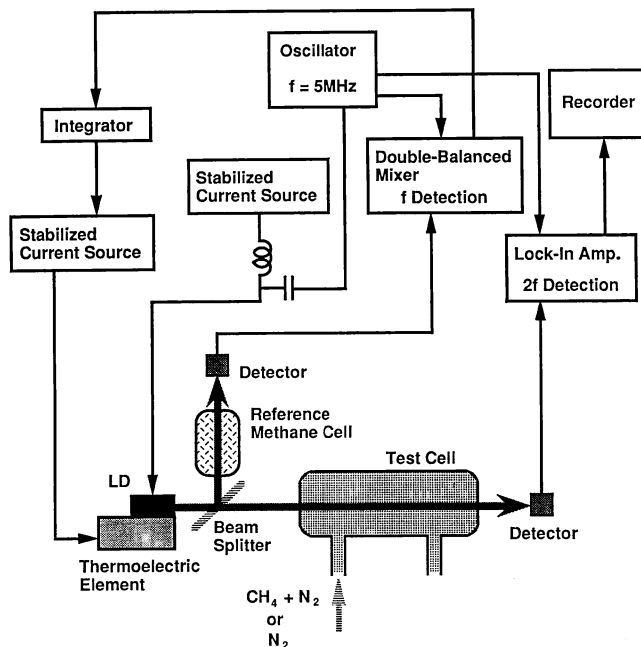 Oscillator
f = 5MHz
Recorder
Integrator
Double-Balanced
Mixer
f Detection
Stabilized
Current Source
Stabilized
Current Source
Lock-In Amp.
2f Detection
Detector
Reference
Methane Cell
Test Cell
LD
Beam
Splitter
Detector
Thermoelectric
Element
CH4 + N2
or
N2